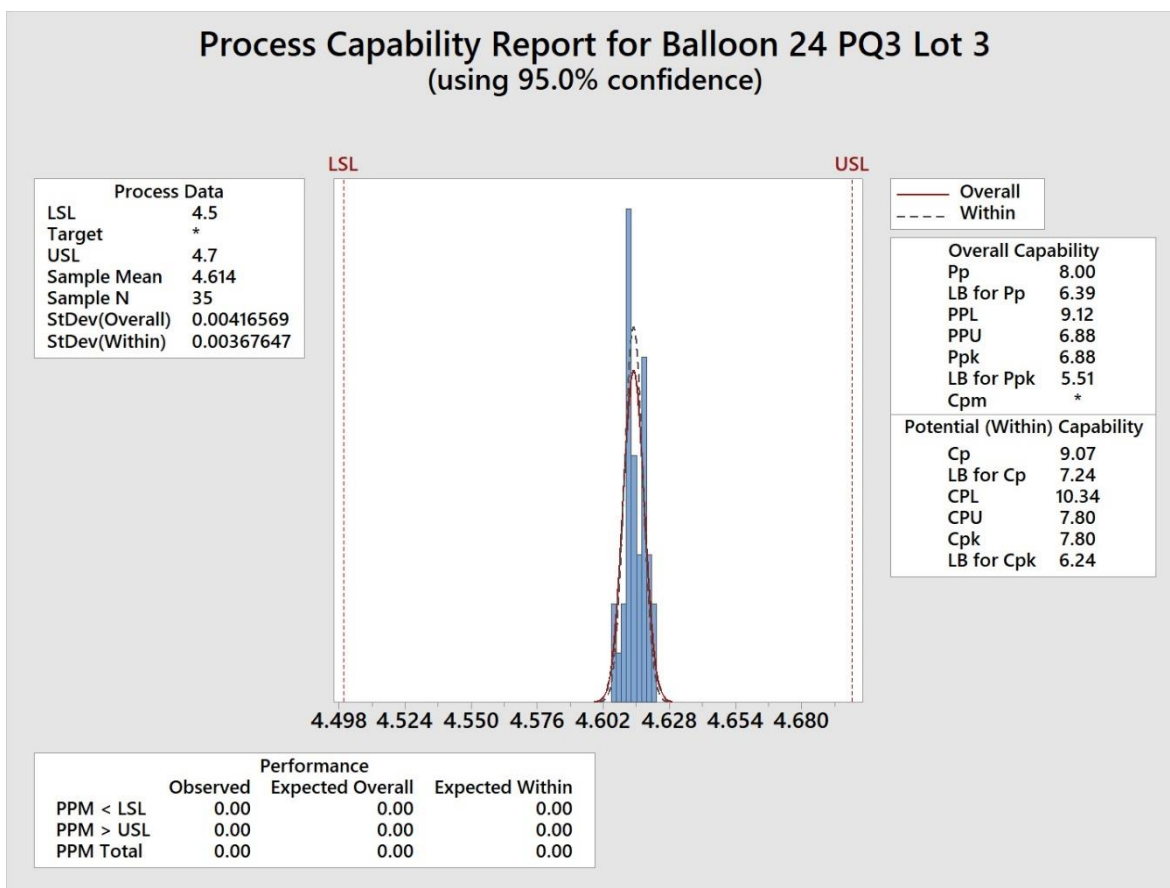 Process Capability Report for Balloon 24 PQ3 Lot 3
(using 95.0% confidence)
LSL
USL
Process Data
LSL 4.5
Target *
USL 4.7
Sample Mean 4.614
Sample N 35
StDev(Overall) 0.00416569
StDev(Within) 0.00367647
Overall
Within
Overall Capability
Pp 8.00
LB for Pp 6.39
PPL 9.12
PPU 6.88
Ppk 6.88
LB for Ppk 5.51
Cpm *
Potential (Within) Capability
Cp 9.07
LB for Cp 7.24
CPL 10.34
CPU 7.80
Cpk 7.80
LB for Cpk 6.24
4.498 4.524 4.550 4.576 4.602 4.628 4.654 4.680
Performance
Observed Expected Overall Expected Within
PPM < LSL 0.00 0.00 0.00
PPM > USL 0.00 0.00 0.00
PPM Total 0.00 0.00 0.00